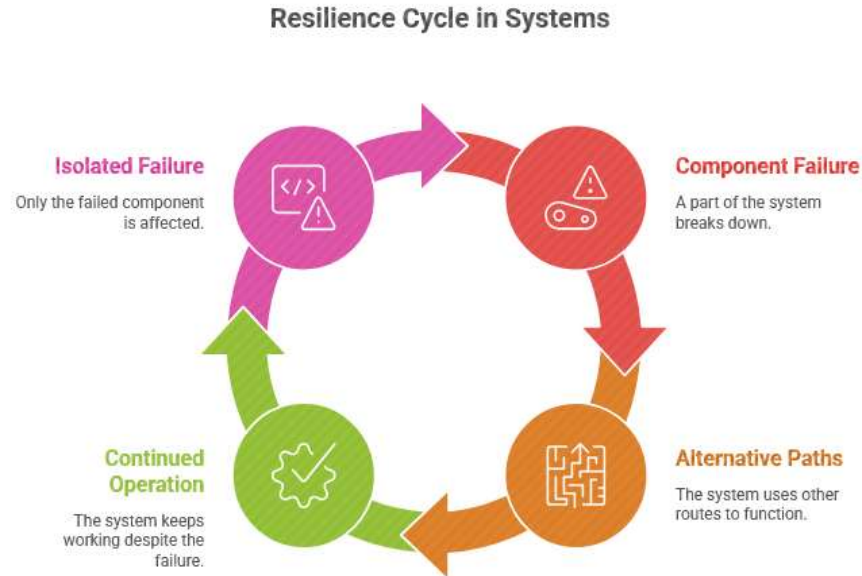 Resilience Cycle in Systems
Isolated Failure
Only the failed component
is affected.
</>
Component Failure
A part of the system
breaks down.
Continued
Operation
The system keeps
working despite the
failure.
Alternative Paths
The system uses other
routes to function.